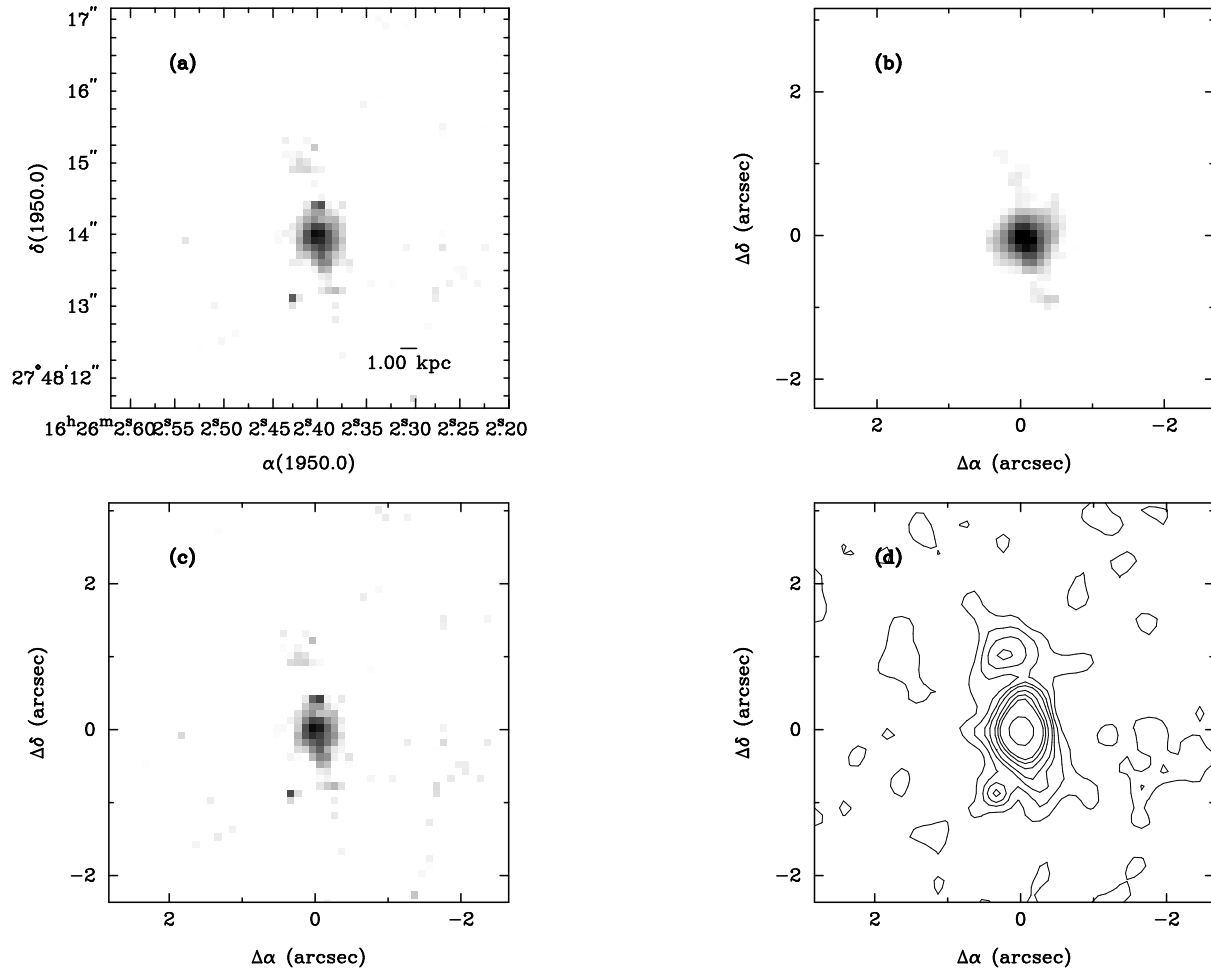 (a)
17"
16"
15"
14"
13"
27°48'12"
δ(1950.0)
1.00 kpc
16ʰ26ᵐ2ˢ.60 2ˢ.55 2ˢ.50 2ˢ.45 2ˢ.40 2ˢ.35 2ˢ.30 2ˢ.25 2ˢ.20
α(1950.0)
(b)
2
0
−2
Δδ (arcsec)
2 0 −2
Δα (arcsec)
(c)
2
0
−2
Δδ (arcsec)
2 0 −2
Δα (arcsec)
(d)
2
0
−2
Δδ (arcsec)
2 0 −2
Δα (arcsec)